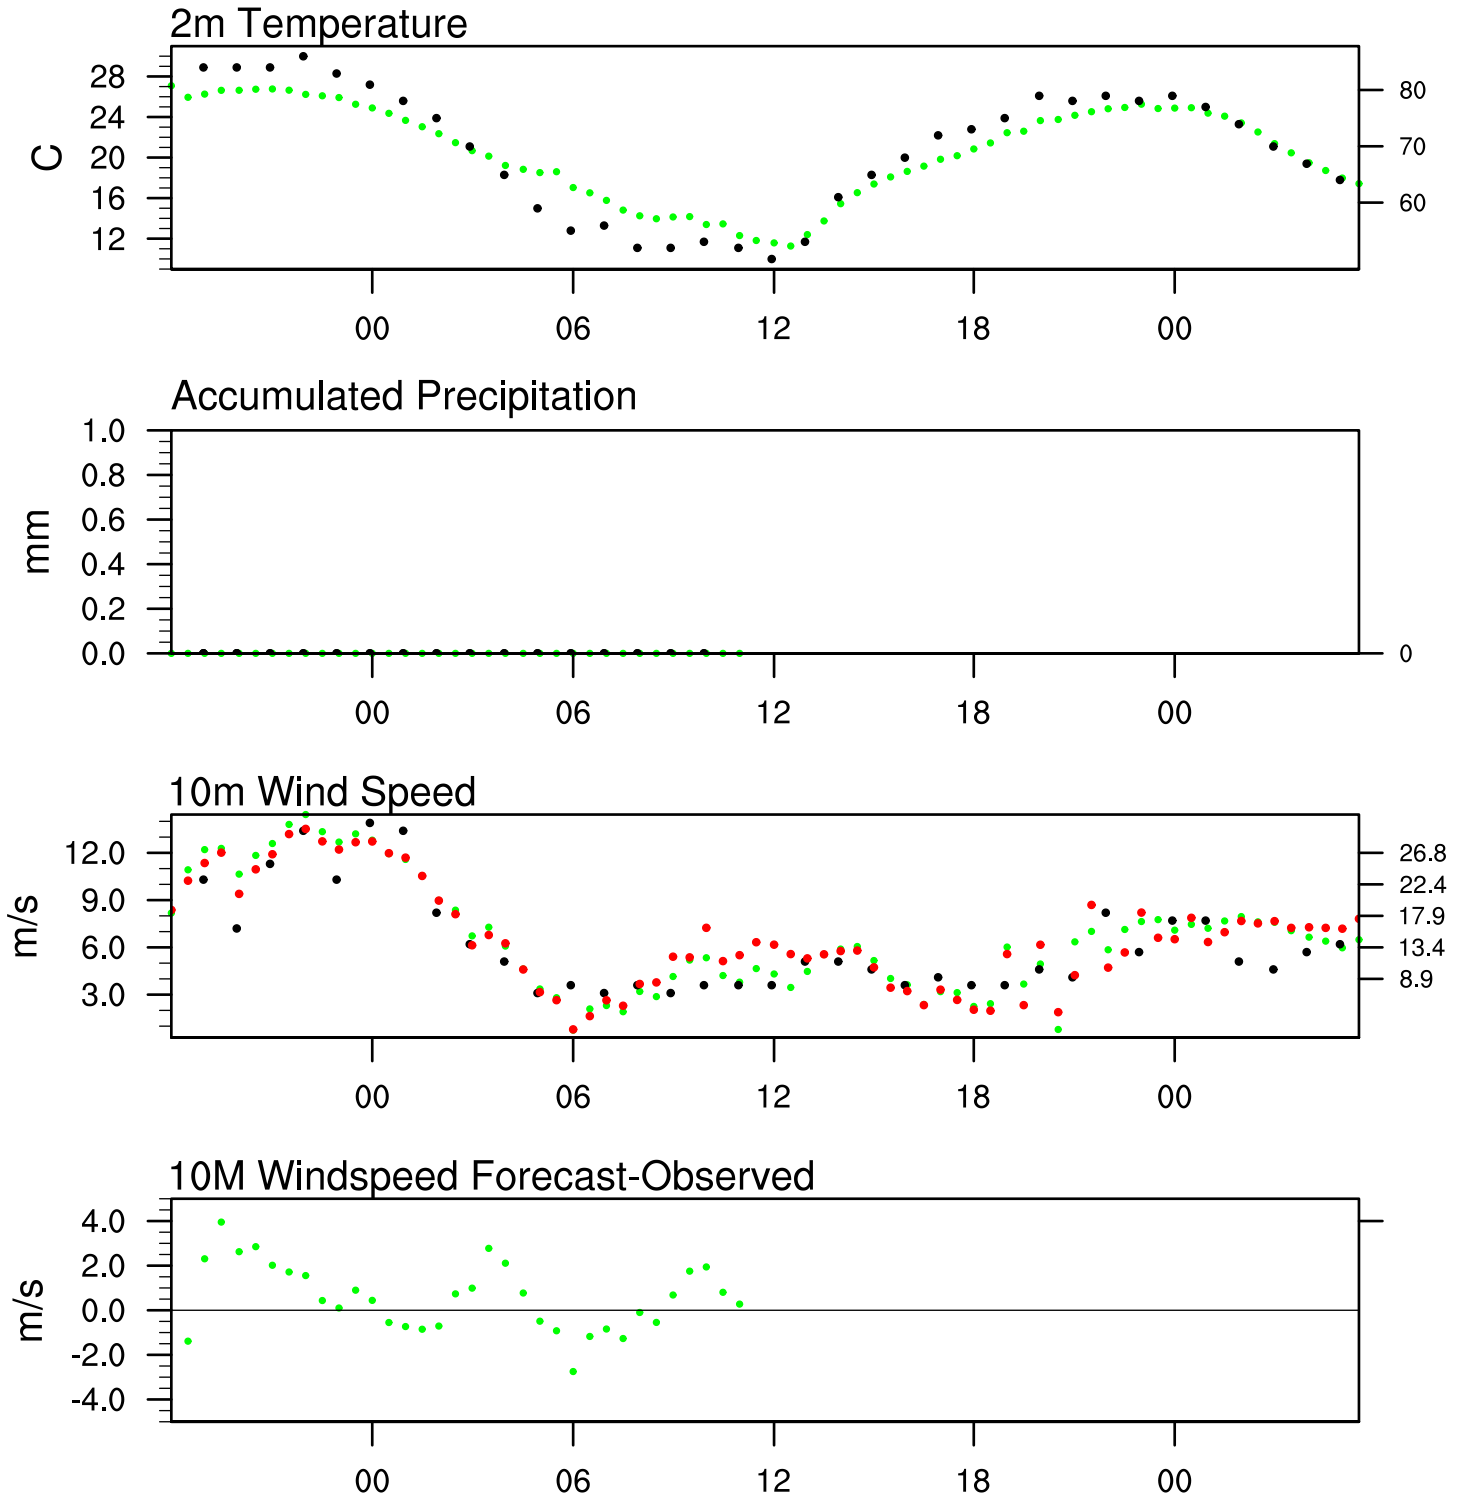 2m Temperature
C
28
24
20
16
12
80
70
60
00 06 12 18 00
Accumulated Precipitation
mm
1.0
0.8
0.6
0.4
0.2
0.0
0
00 06 12 18 00
10m Wind Speed
m/s
12.0
9.0
6.0
3.0
26.8
22.4
17.9
13.4
8.9
00 06 12 18 00
10M Windspeed Forecast-Observed
m/s
4.0
2.0
0.0
-2.0
-4.0
00 06 12 18 00